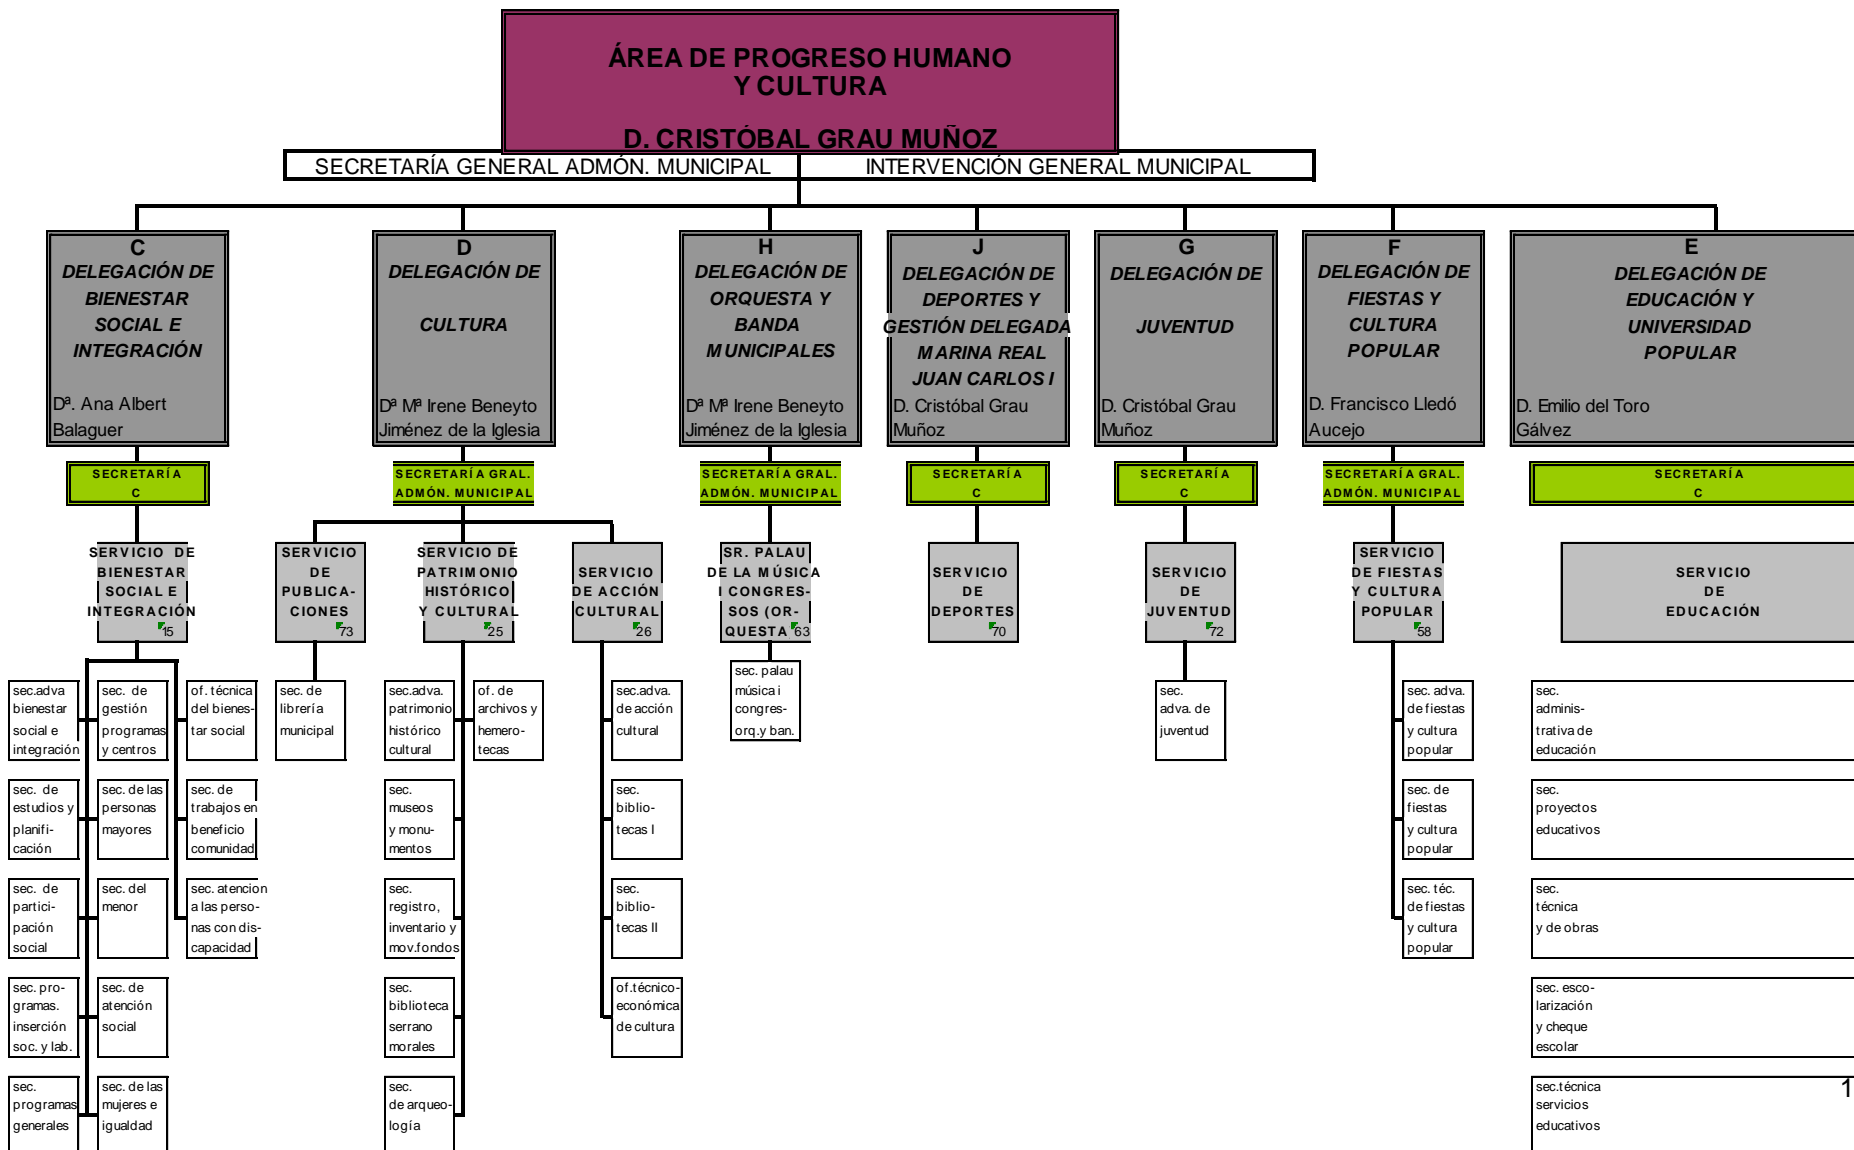 ÁREA DE PROGRESO HUMANO
Y CULTURA
D. CRISTÓBAL GRAU MUÑOZ
SECRETARÍA GENERAL ADMÓN. MUNICIPAL
INTERVENCIÓN GENERAL MUNICIPAL
C
DELEGACIÓN DE
BIENESTAR
SOCIAL E
INTEGRACIÓN
Dª. Ana Albert
Balaguer
D
DELEGACIÓN DE
CULTURA
Dª Mª Irene Beneyto
Jiménez de la Iglesia
H
DELEGACIÓN DE
ORQUESTA Y
BANDA
MUNICIPALES
Dª Mª Irene Beneyto
Jiménez de la Iglesia
J
DELEGACIÓN DE
DEPORTES Y
GESTIÓN DELEGADA
MARINA REAL
JUAN CARLOS I
D. Cristóbal Grau
Muñoz
G
DELEGACIÓN DE
JUVENTUD
D. Cristóbal Grau
Muñoz
F
DELEGACIÓN DE
FIESTAS Y
CULTURA
POPULAR
D. Francisco Lledó
Aucejo
E
DELEGACIÓN DE
EDUCACIÓN Y
UNIVERSIDAD
POPULAR
D. Emilio del Toro
Gálvez
SECRETARÍA
C
SECRETARÍA GRAL.
ADMÓN. MUNICIPAL
SECRETARÍA GRAL.
ADMÓN. MUNICIPAL
SECRETARÍA
C
SECRETARÍA
C
SECRETARÍA GRAL.
ADMÓN. MUNICIPAL
SECRETARÍA
C
SERVICIO DE
BIENESTAR
SOCIAL E
INTEGRACIÓN
15
SERVICIO
DE
PUBLICA-
CIONES
73
SERVICIO DE
PATRIMONIO
HISTÓRICO
Y CULTURAL
25
SERVICIO
DE ACCIÓN
CULTURAL
26
SR. PALAU
DE LA MÚSICA
I CONGRES-
SOS (OR-
QUESTA 63
SERVICIO
DE
DEPORTES
70
SERVICIO
DE
JUVENTUD
72
SERVICIO
DE FIESTAS
Y CULTURA
POPULAR
58
SERVICIO
DE
EDUCACIÓN
sec.adva
bienestar
social e
integración
sec. de
gestión
programas
y centros
of. técnica
del bienes-
tar social
sec. de
librería
municipal
sec.adva.
patrimonio
histórico
cultural
of. de
archivos y
hemero-
tecas
sec.adva.
de acción
cultural
sec. palau
música i
congres-
orq.y ban.
sec.
adva. de
juventud
sec. adva.
de fiestas
y cultura
popular
sec.
adminis-
trativa de
educación
sec. de
estudios y
planifi-
cación
sec. de las
personas
mayores
sec. de
trabajos en
beneficio
comunidad
sec.
museos
y monu-
mentos
sec.
biblio-
tecas I
sec. de
fiestas
y cultura
popular
sec.
proyectos
educativos
sec. de
partici-
pación
social
sec. del
menor
sec. atencion
a las perso-
nas con dis-
capacidad
sec.
registro,
inventario y
mov.fondos
sec.
biblio-
tecas II
sec. téc.
de fiestas
y cultura
popular
sec.
técnica
y de obras
sec. pro-
gramas.
inserción
soc. y lab.
sec. de
atención
social
sec.
biblioteca
serrano
morales
of.técnico-
económica
de cultura
sec. esco-
larización
y cheque
escolar
sec.
programas
generales
sec. de las
mujeres e
igualdad
sec.
de arqueo-
logía
sec.técnica
servicios
educativos
1